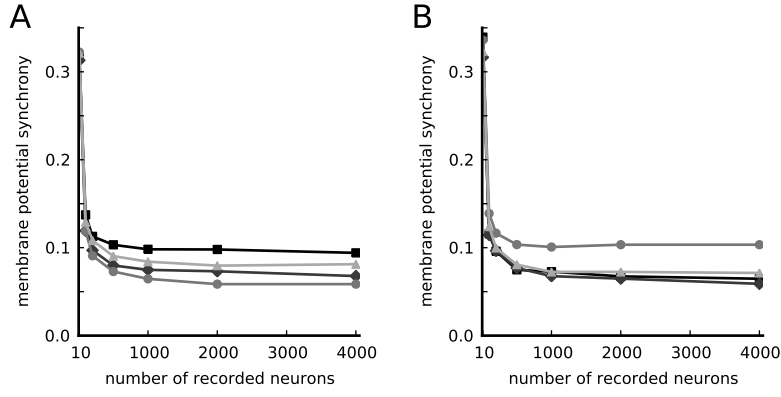 A
membrane potential synchrony
0.3
0.2
0.1
0.0
10 1000 2000 3000 4000
number of recorded neurons
B
membrane potential synchrony
0.3
0.2
0.1
0.0
10 1000 2000 3000 4000
number of recorded neurons